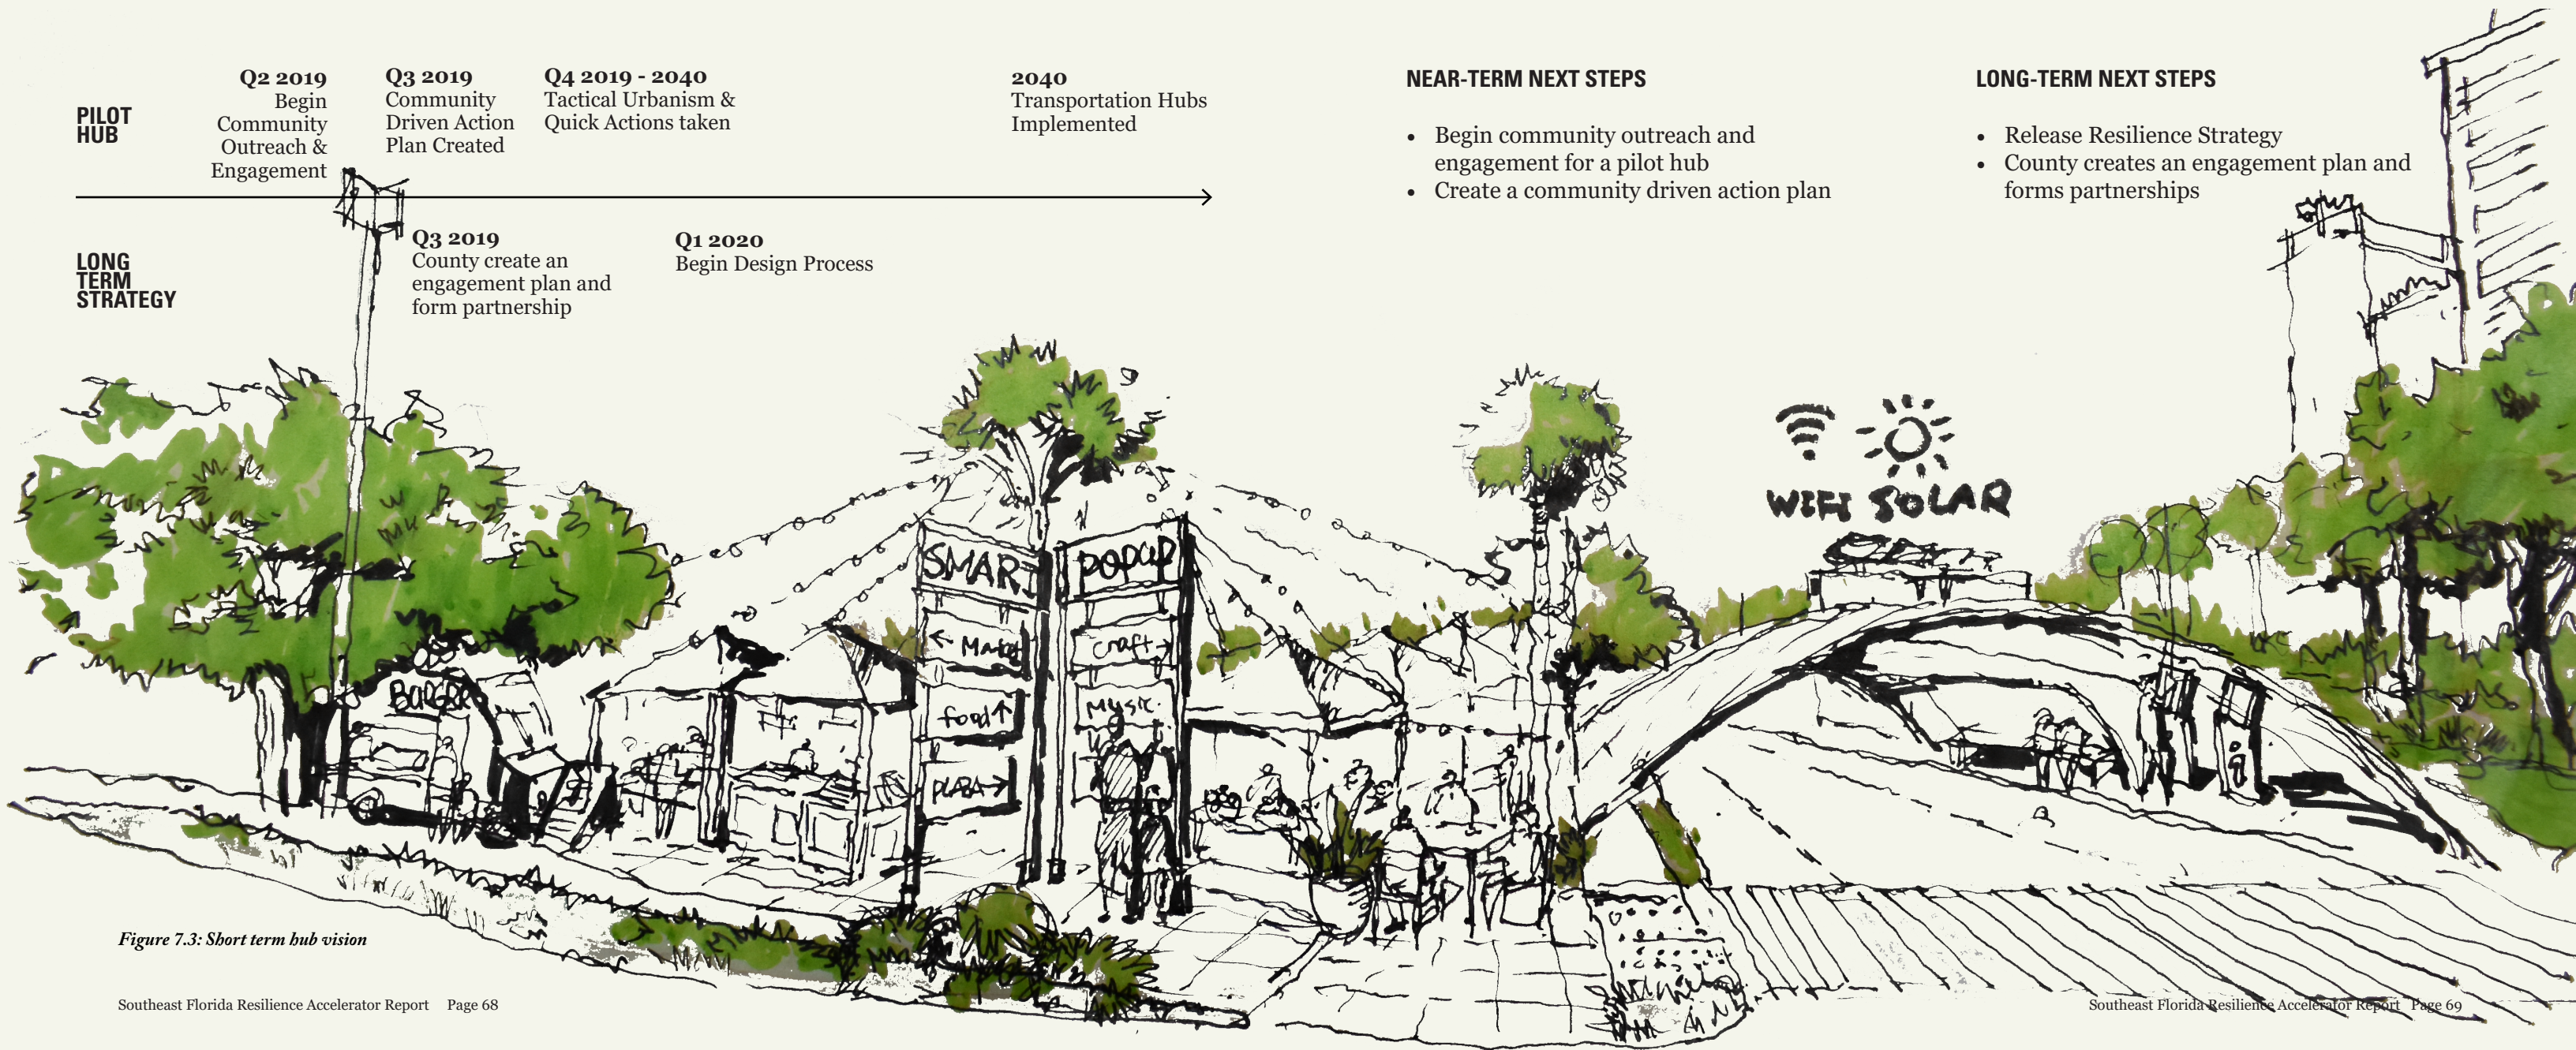 PILOT
HUB
Q2 2019
Begin
Community
Outreach &
Engagement
Q3 2019
Community
Driven Action
Plan Created
Q4 2019 - 2040
Tactical Urbanism &
Quick Actions taken
2040
Transportation Hubs
Implemented
LONG
TERM
STRATEGY
Q3 2019
County create an
engagement plan and
form partnership
Q1 2020
Begin Design Process
NEAR-TERM NEXT STEPS
• Begin community outreach and
engagement for a pilot hub
• Create a community driven action plan
LONG-TERM NEXT STEPS
• Release Resilience Strategy
• County creates an engagement plan and
forms partnerships
WIFI SOLAR
SMART
← Market
food ↑
PLAZA →
POPUP
craft →
Music
i
Figure 7.3: Short term hub vision
Southeast Florida Resilience Accelerator Report Page 68
Southeast Florida Resilience Accelerator Report Page 69